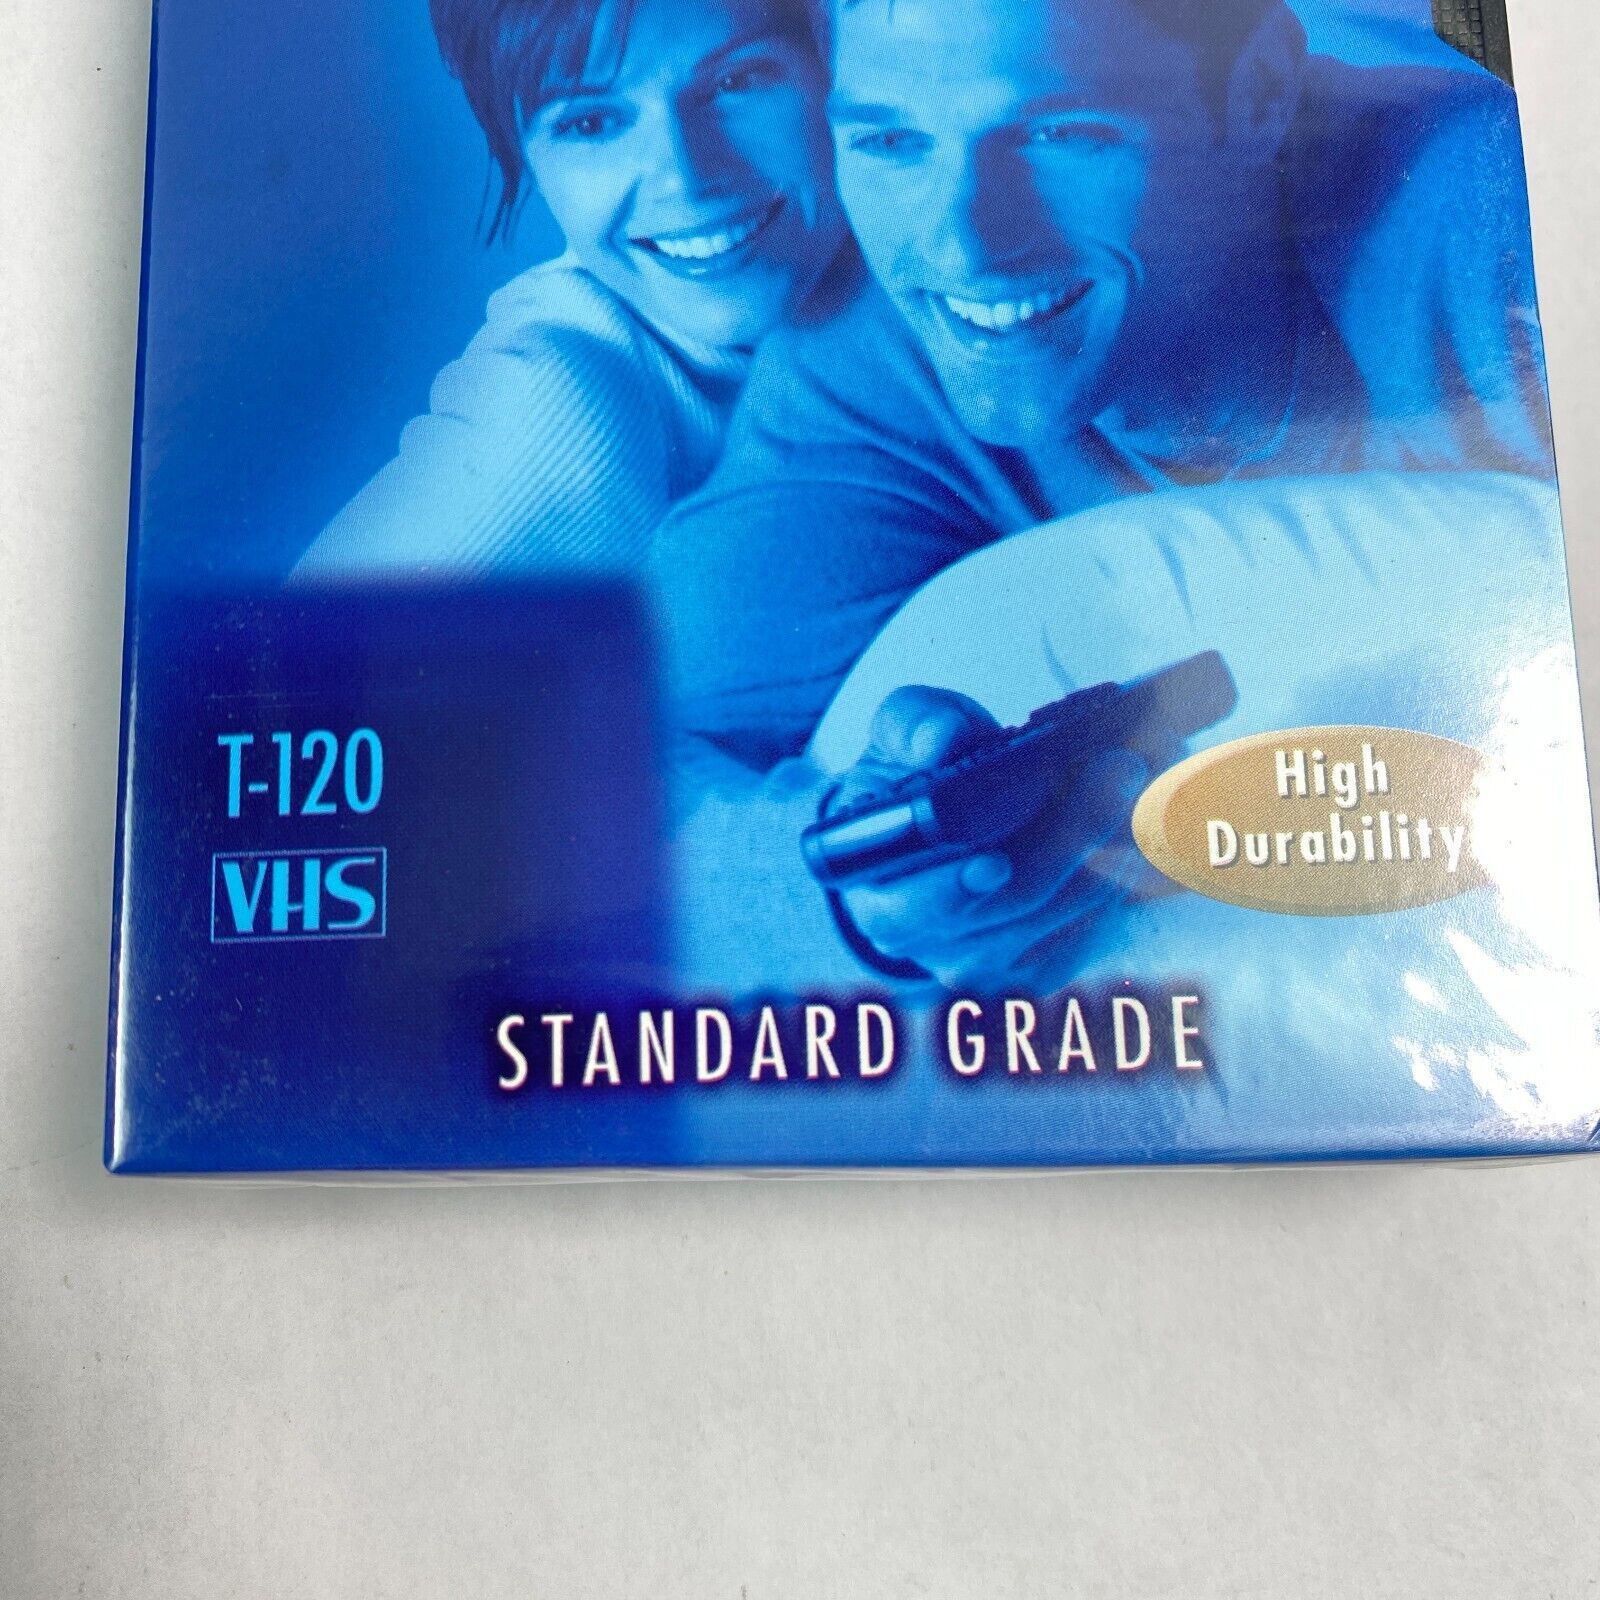 T-120
VHS
High
Durability
STANDARD GRADE